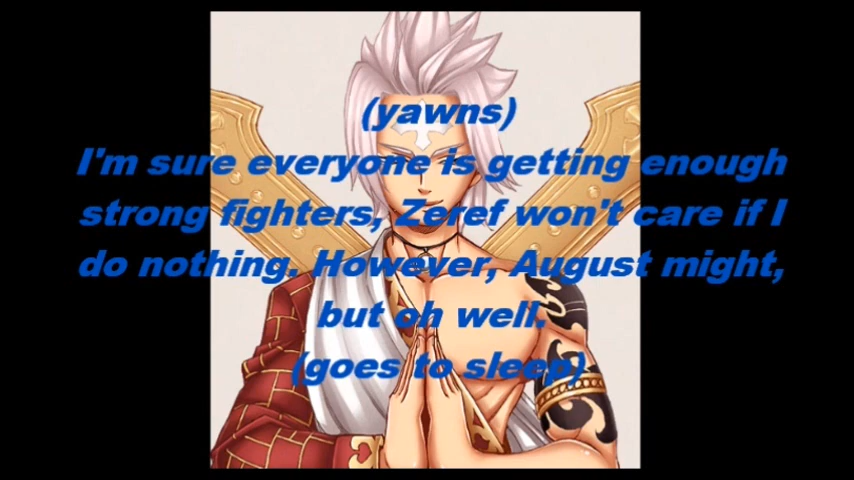 (yawns)
I'm sure everyone is getting enough
strong fighters, Zeref won't care if I
do nothing. However, August might,
but oh well.
(goes to sleep)